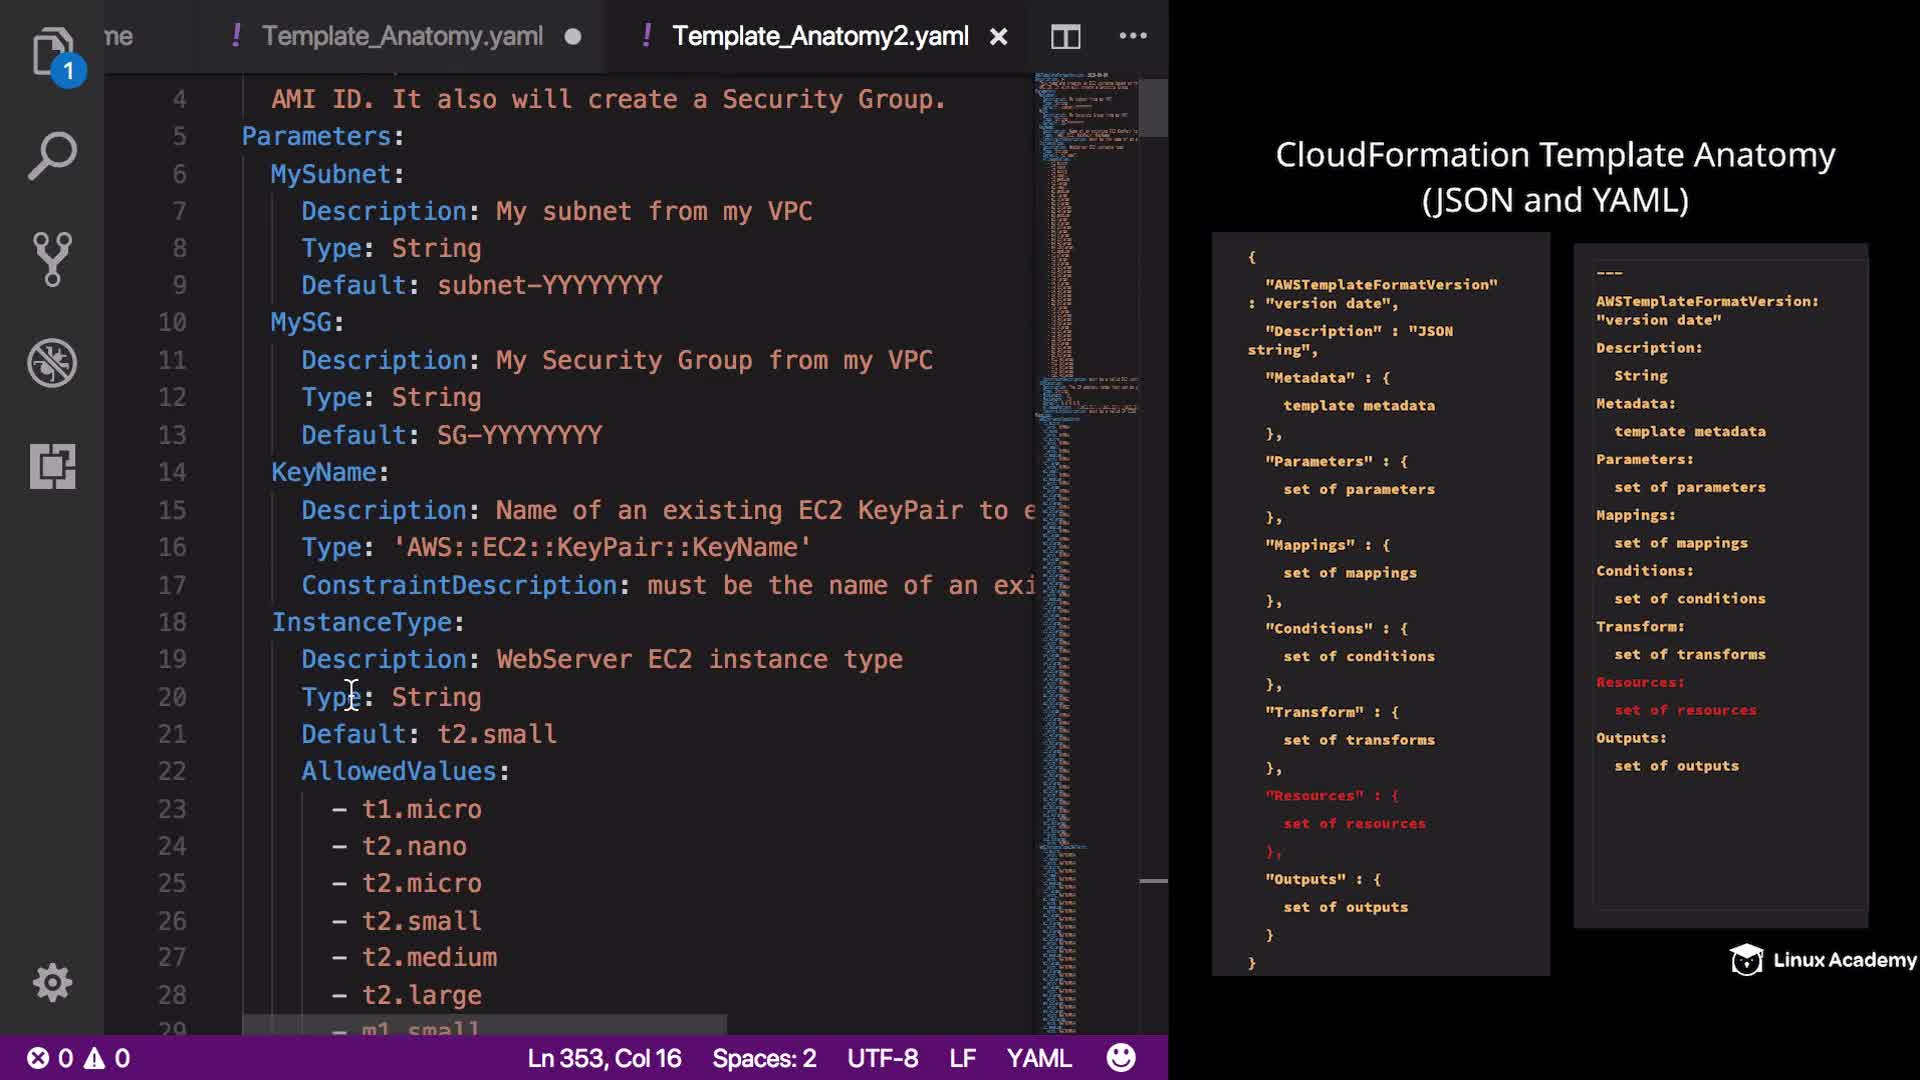 me
! Template_Anatomy.yaml
! Template_Anatomy2.yaml ×
1
4 AMI ID. It also will create a Security Group.
5 Parameters:
6 MySubnet:
7 Description: My subnet from my VPC
8 Type: String
9 Default: subnet-YYYYYYYY
10 MySG:
11 Description: My Security Group from my VPC
12 Type: String
13 Default: SG-YYYYYYYY
14 KeyName:
15 Description: Name of an existing EC2 KeyPair to e
16 Type: 'AWS::EC2::KeyPair::KeyName'
17 ConstraintDescription: must be the name of an exi
18 InstanceType:
19 Description: WebServer EC2 instance type
20 Type: String
21 Default: t2.small
22 AllowedValues:
23 - t1.micro
24 - t2.nano
25 - t2.micro
26 - t2.small
27 - t2.medium
28 - t2.large
29 - m1.small
0 0 Ln 353, Col 16 Spaces: 2 UTF-8 LF YAML
CloudFormation Template Anatomy
(JSON and YAML)
{
"AWSTemplateFormatVersion"
: "version date",
"Description" : "JSON
string",
"Metadata" : {
template metadata
},
"Parameters" : {
set of parameters
},
"Mappings" : {
set of mappings
},
"Conditions" : {
set of conditions
},
"Transform" : {
set of transforms
},
"Resources" : {
set of resources
},
"Outputs" : {
set of outputs
}
}
---
AWSTemplateFormatVersion:
"version date"
Description:
String
Metadata:
template metadata
Parameters:
set of parameters
Mappings:
set of mappings
Conditions:
set of conditions
Transform:
set of transforms
Resources:
set of resources
Outputs:
set of outputs
Linux Academy